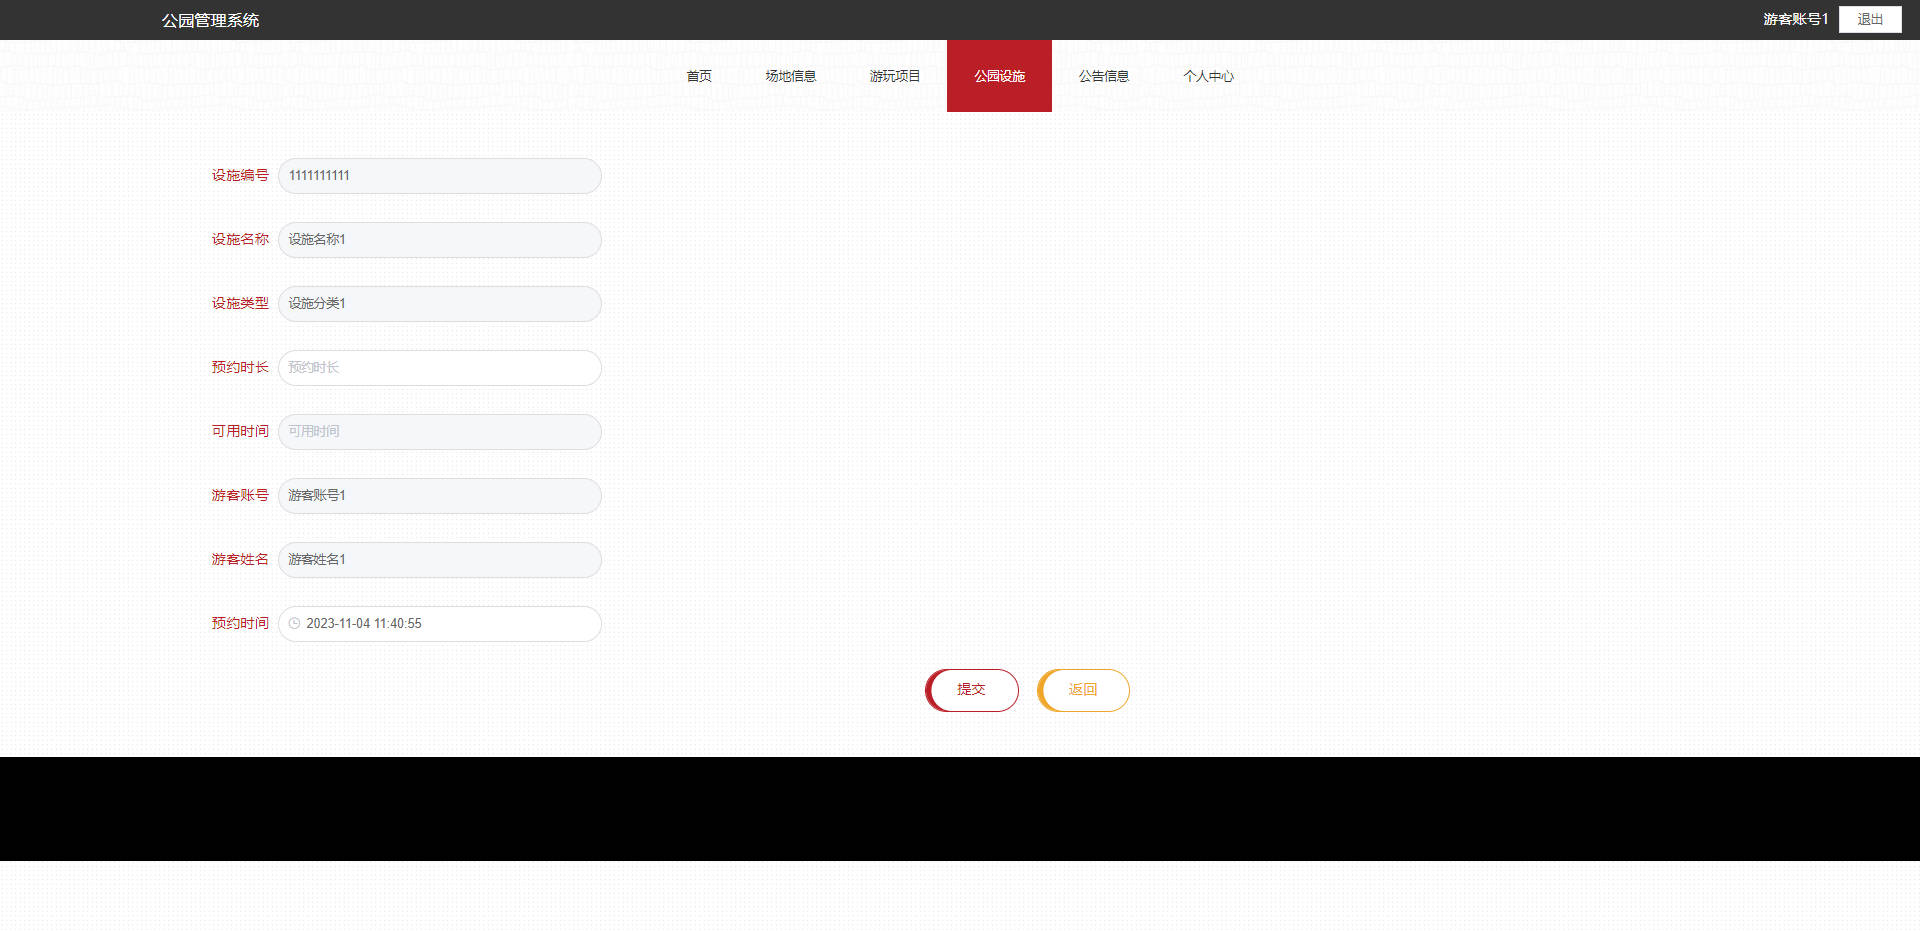 公园管理系统
游客账号1 退出
首页 场地信息 游玩项目 公园设施 公告信息 个人中心
设施编号 1111111111
设施名称 设施名称1
设施类型 设施分类1
预约时长 预约时长
可用时间 可用时间
游客账号 游客账号1
游客姓名 游客姓名1
预约时间 2023-11-04 11:40:55
提交 返回